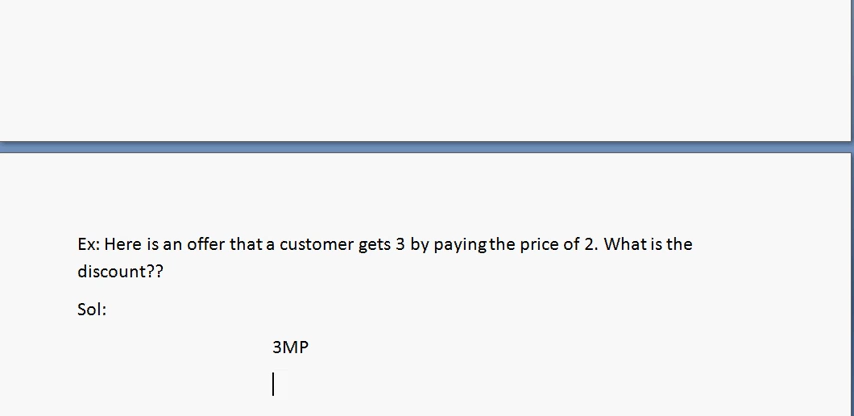 Ex: Here is an offer that a customer gets 3 by paying the price of 2. What is the
discount??
Sol:
3MP